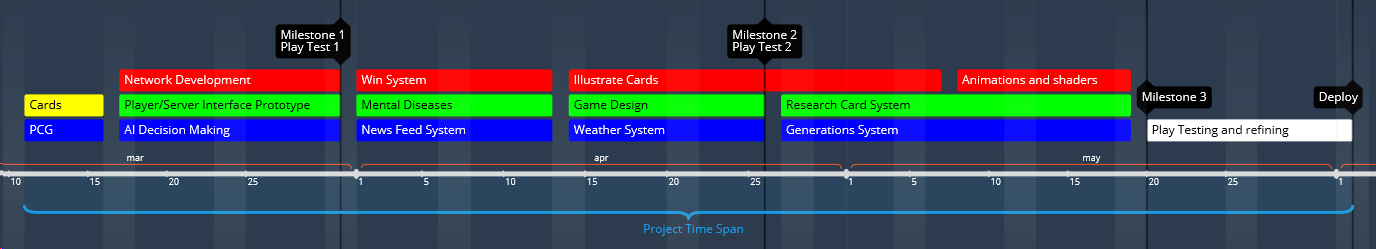 Milestone 1
Play Test 1
Milestone 2
Play Test 2
Network Development
Win System
Illustrate Cards
Animations and shaders
Milestone 3
Deploy
Cards
Player/Server Interface Prototype
Mental Diseases
Game Design
Research Card System
PCG
AI Decision Making
News Feed System
Weather System
Generations System
Play Testing and refining
mar
apr
may
10 15 20 25 1 5 10 15 20 25 1 5 10 15 20 25 1
Project Time Span